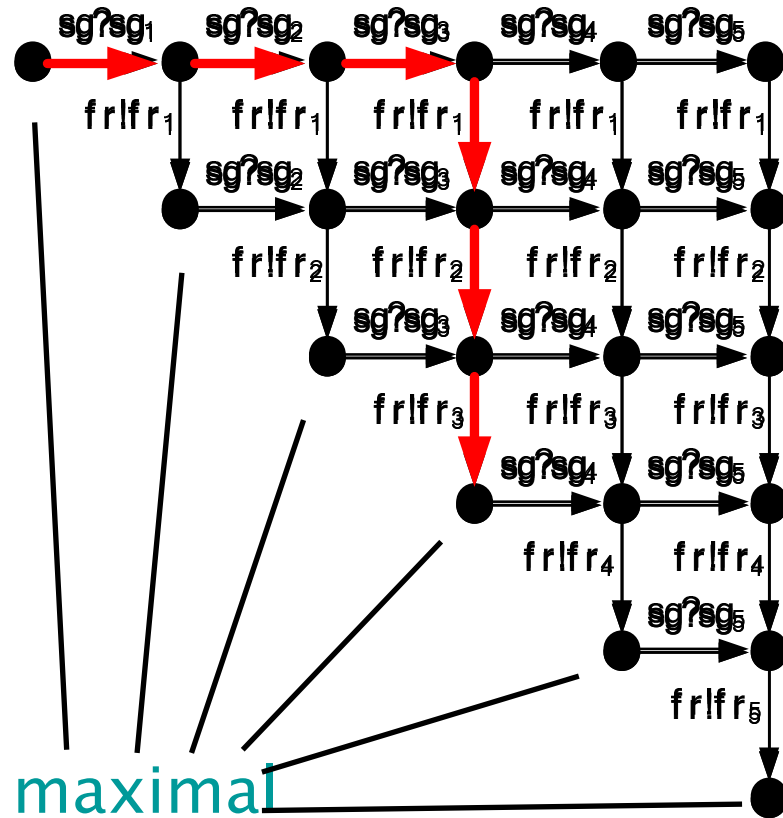 sg?sg1 sg?sg2 sg?sg3 sg?sg4 sg?sg5
fr!fr1 fr!fr1 fr!fr1 fr!fr1 fr!fr1
sg?sg2 sg?sg3 sg?sg4 sg?sg5
fr!fr2 fr!fr2 fr!fr2 fr!fr2
sg?sg3 sg?sg4 sg?sg5
fr!fr3 fr!fr3 fr!fr3
sg?sg4 sg?sg5
fr!fr4 fr!fr4
sg?sg5
fr!fr5
maximal